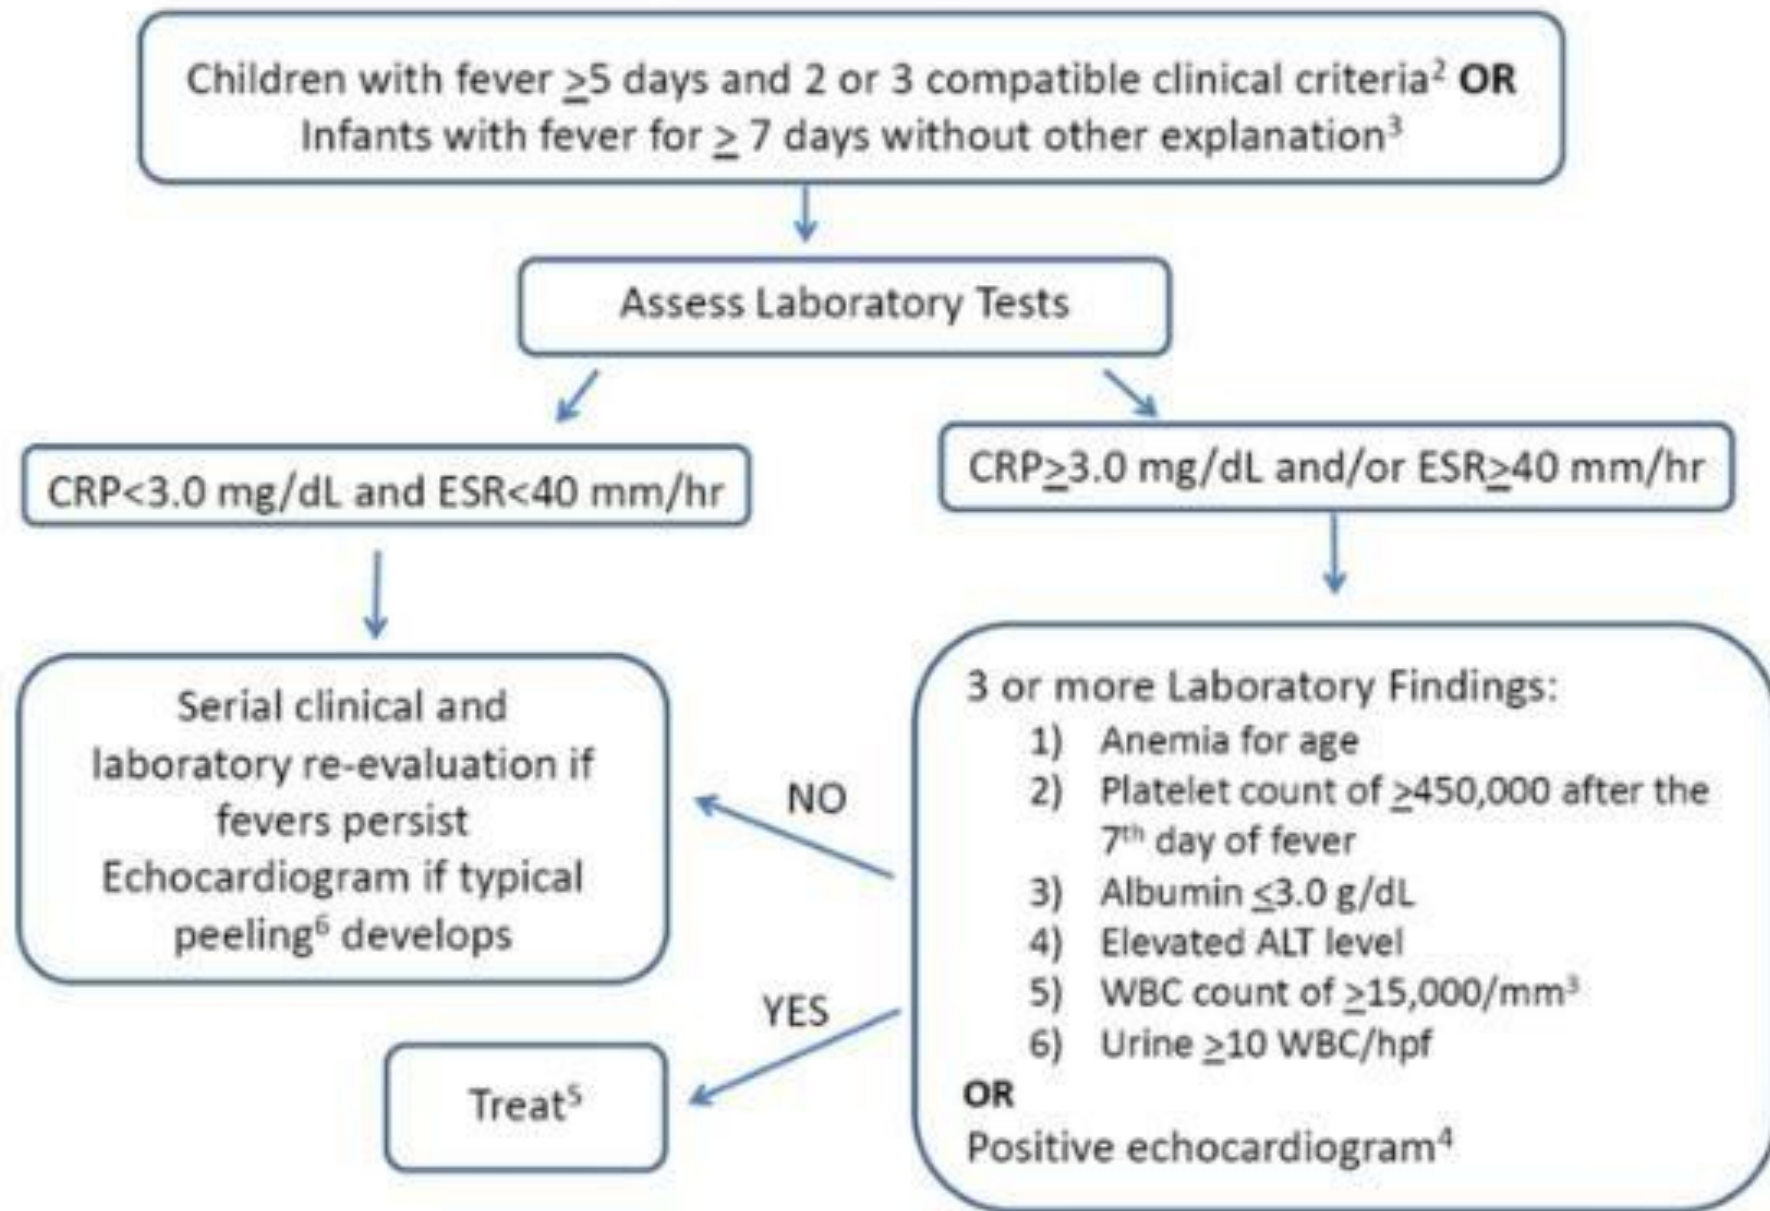 Children with fever ≥5 days and 2 or 3 compatible clinical criteria² OR
Infants with fever for ≥ 7 days without other explanation³
Assess Laboratory Tests
CRP<3.0 mg/dL and ESR<40 mm/hr
CRP≥3.0 mg/dL and/or ESR≥40 mm/hr
Serial clinical and
laboratory re-evaluation if
fevers persist
Echocardiogram if typical
peeling⁶ develops
NO
YES
Treat⁵
3 or more Laboratory Findings:
1) Anemia for age
2) Platelet count of ≥450,000 after the
7th day of fever
3) Albumin ≤3.0 g/dL
4) Elevated ALT level
5) WBC count of ≥15,000/mm³
6) Urine ≥10 WBC/hpf
OR
Positive echocardiogram⁴